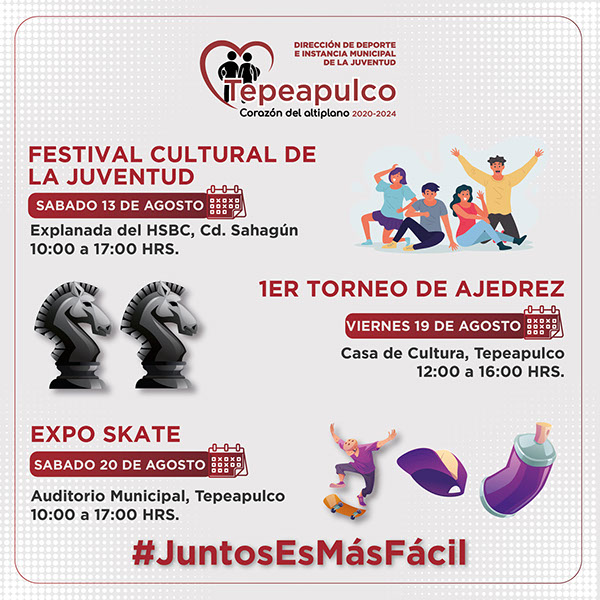 DIRECCIÓN DE DEPORTE
E INSTANCIA MUNICIPAL
DE LA JUVENTUD
Tepeapulco
Corazón del altiplano 2020-2024
FESTIVAL CULTURAL DE
LA JUVENTUD
SABADO 13 DE AGOSTO
Explanada del HSBC, Cd. Sahagún
10:00 a 17:00 HRS.
1ER TORNEO DE AJEDREZ
VIERNES 19 DE AGOSTO
Casa de Cultura, Tepeapulco
12:00 a 16:00 HRS.
EXPO SKATE
SABADO 20 DE AGOSTO
Auditorio Municipal, Tepeapulco
10:00 a 17:00 HRS.
#JuntosEsMásFácil